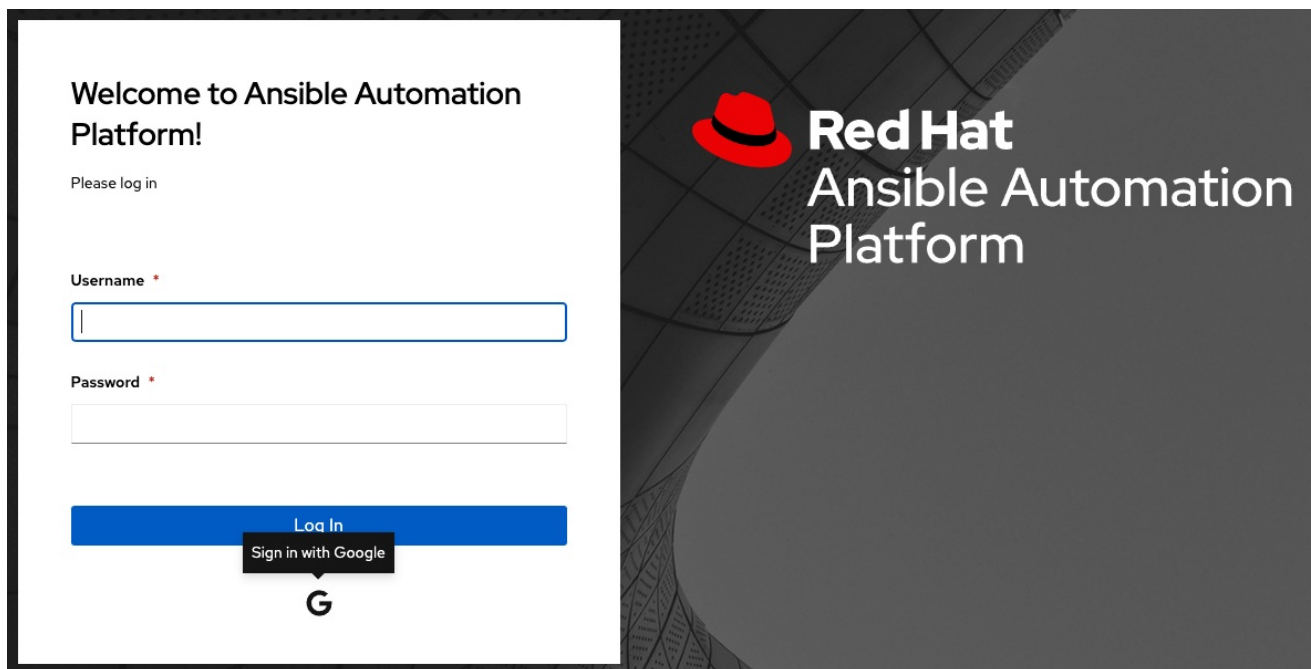 Welcome to Ansible Automation
Platform!
Please log in
Username *
Password *
Log In
Sign in with Google
G
Red Hat
Ansible Automation
Platform